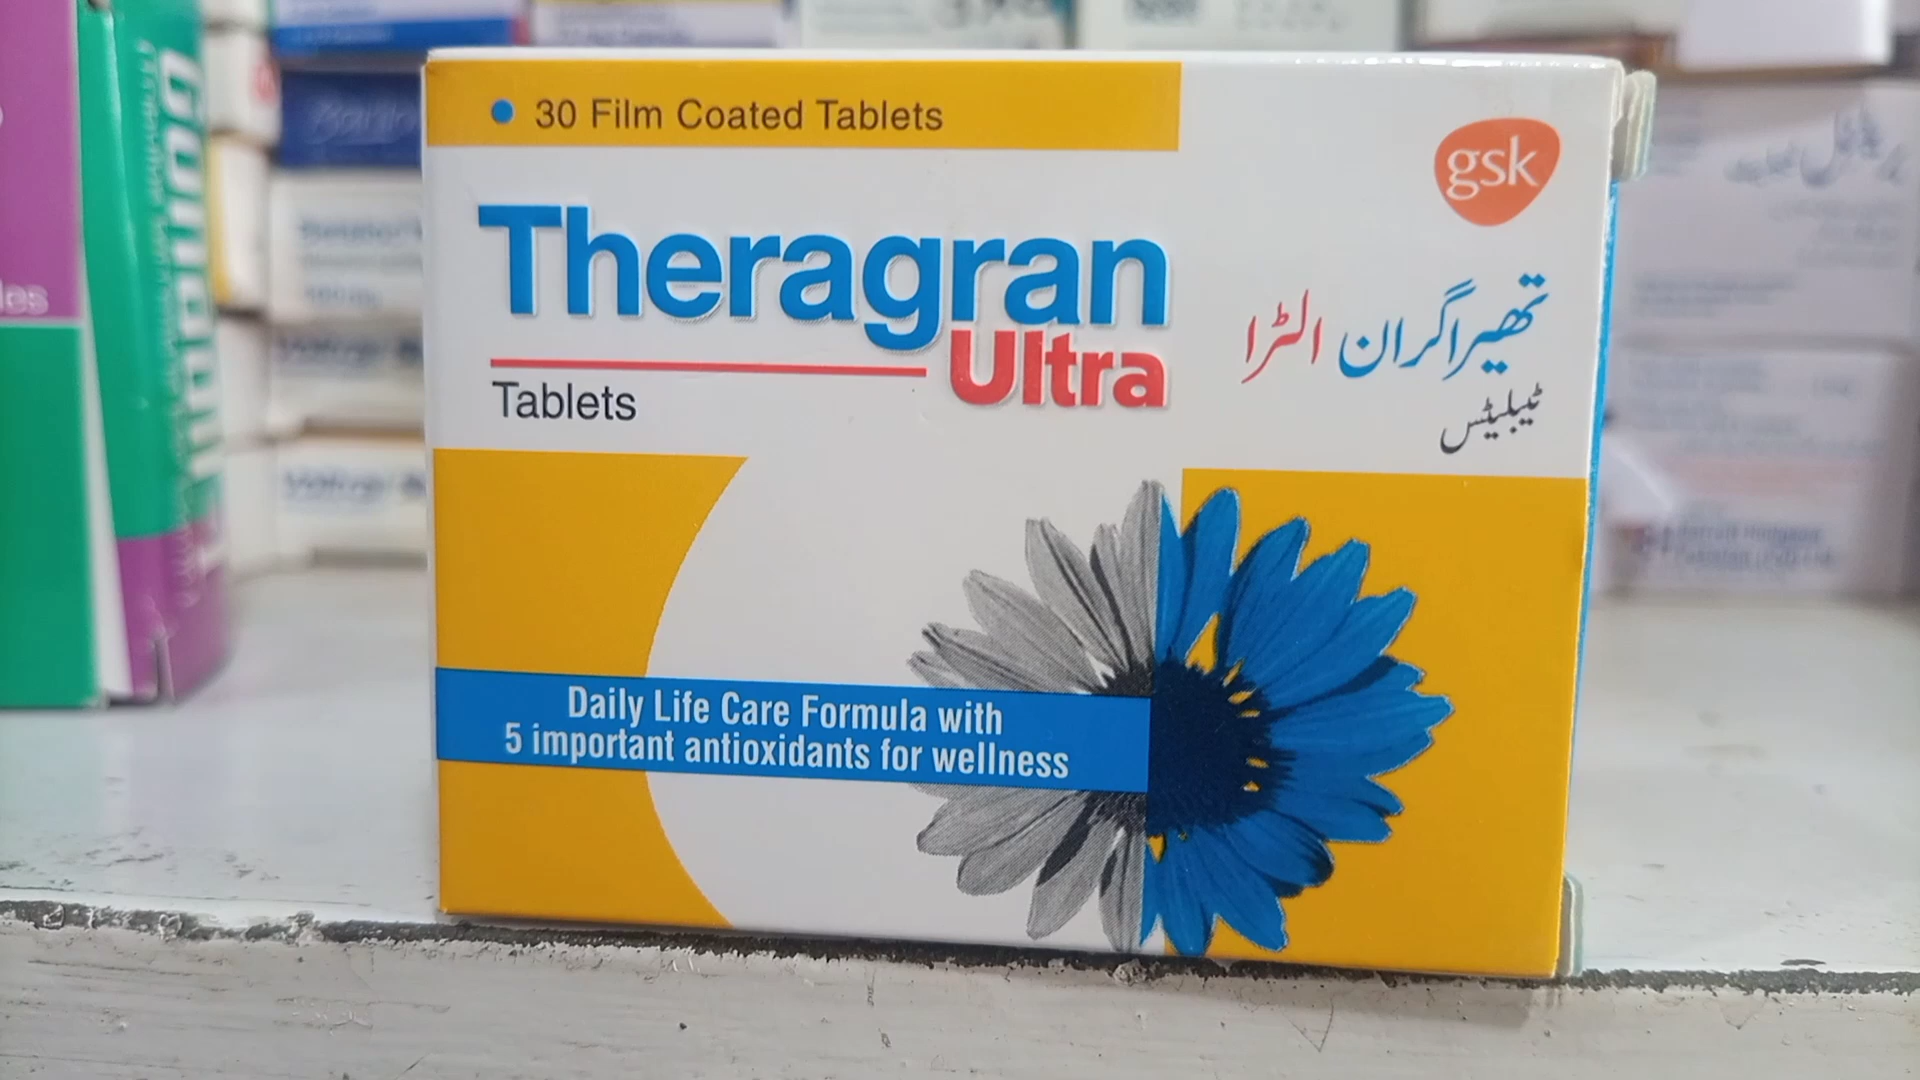 30 Film Coated Tablets
gsk
Theragran
Ultra
Tablets
تھیراگران الٹرا
ٹیبلیٹس
Daily Life Care Formula with
5 important antioxidants for wellness
les